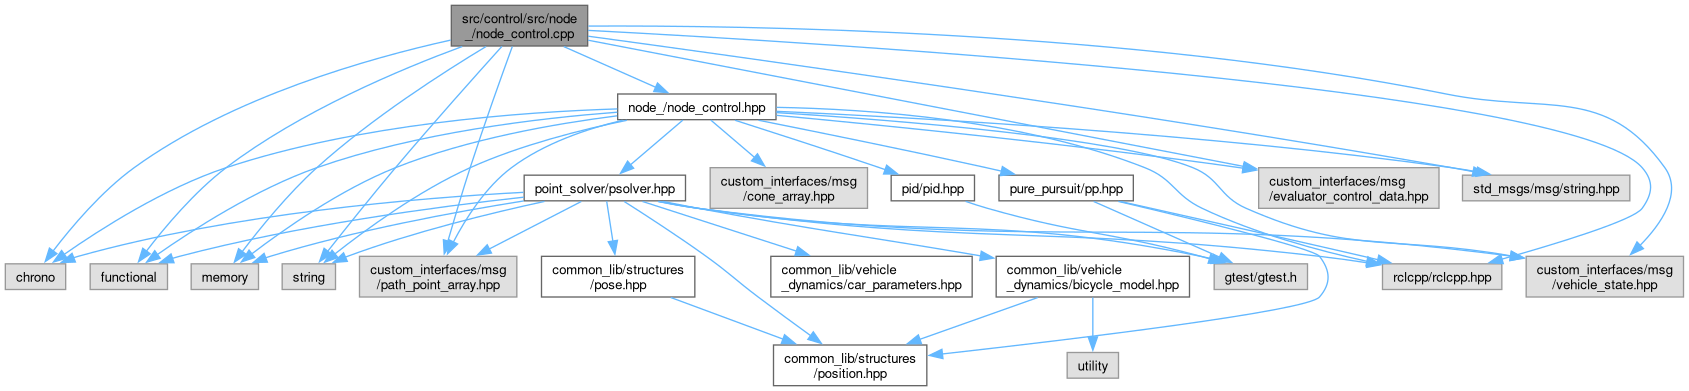 src/control/src/node
_/node_control.cpp
node_/node_control.hpp
point_solver/psolver.hpp
custom_interfaces/msg
/cone_array.hpp
pid/pid.hpp
pure_pursuit/pp.hpp
custom_interfaces/msg
/evaluator_control_data.hpp
std_msgs/msg/string.hpp
chrono
functional
memory
string
custom_interfaces/msg
/path_point_array.hpp
common_lib/structures
/pose.hpp
common_lib/vehicle
_dynamics/car_parameters.hpp
common_lib/vehicle
_dynamics/bicycle_model.hpp
gtest/gtest.h
rclcpp/rclcpp.hpp
custom_interfaces/msg
/vehicle_state.hpp
common_lib/structures
/position.hpp
utility